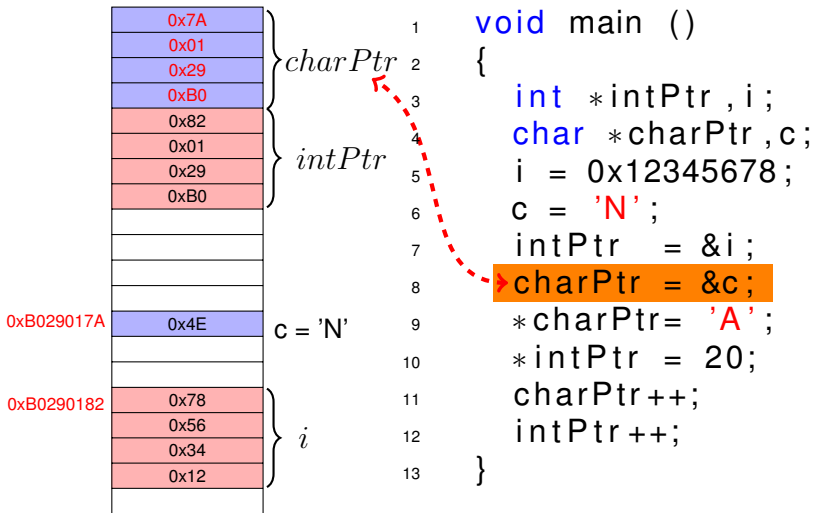 0x7A
0x01
0x29
0xB0
charPtr
0x82
0x01
0x29
0xB0
intPtr
0xB029017A 0x4E c = 'N'
0xB0290182 0x78
0x56
0x34
0x12
i
1 void main ()
2 {
3 int *intPtr ,i;
4 char *charPtr ,c;
5 i = 0x12345678;
6 c = 'N';
7 intPtr = &i;
8 charPtr = &c;
9 *charPtr= 'A';
10 *intPtr = 20;
11 charPtr++;
12 intPtr++;
13 }